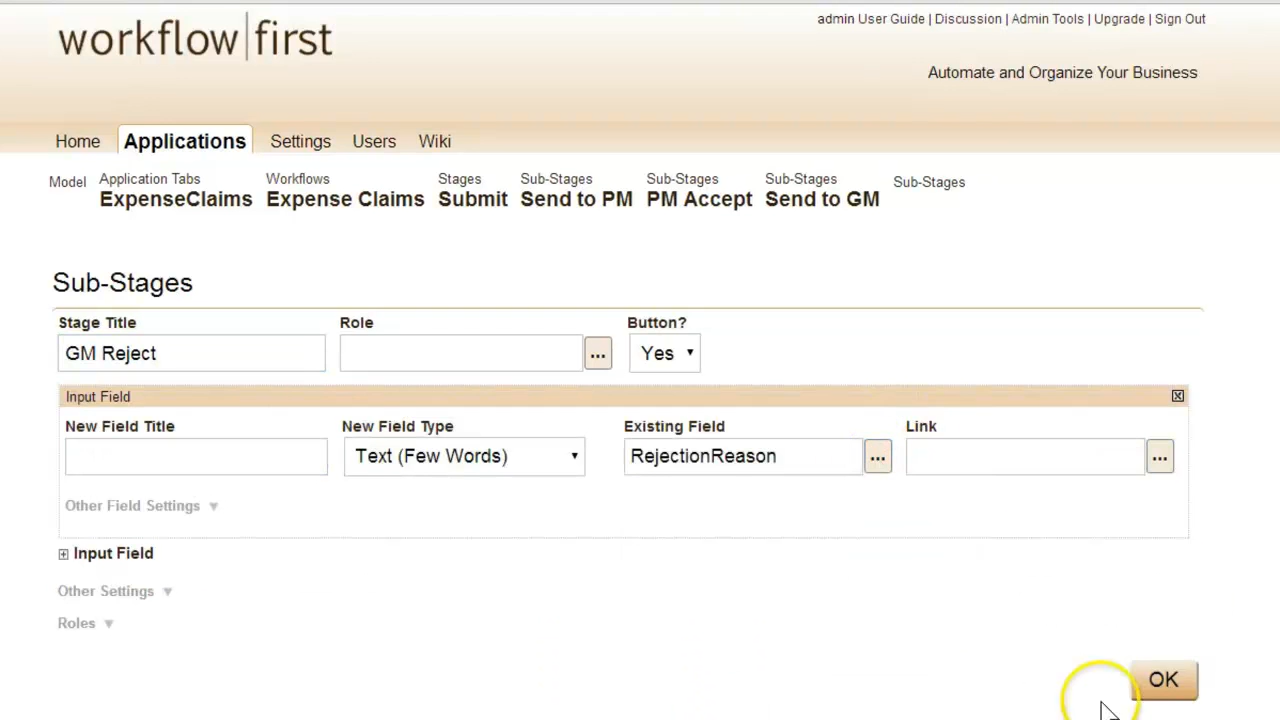 admin User Guide | Discussion | Admin Tools | Upgrade | Sign Out
workflow|first
Automate and Organize Your Business
Home Applications Settings Users Wiki
Model Application Tabs Workflows Stages Sub-Stages Sub-Stages Sub-Stages Sub-Stages
ExpenseClaims Expense Claims Submit Send to PM PM Accept Send to GM
Sub-Stages
Stage Title Role Button?
GM Reject ... Yes
Input Field
New Field Title New Field Type Existing Field Link
Text (Few Words) RejectionReason ... ...
Other Field Settings
Input Field
Other Settings
Roles
OK